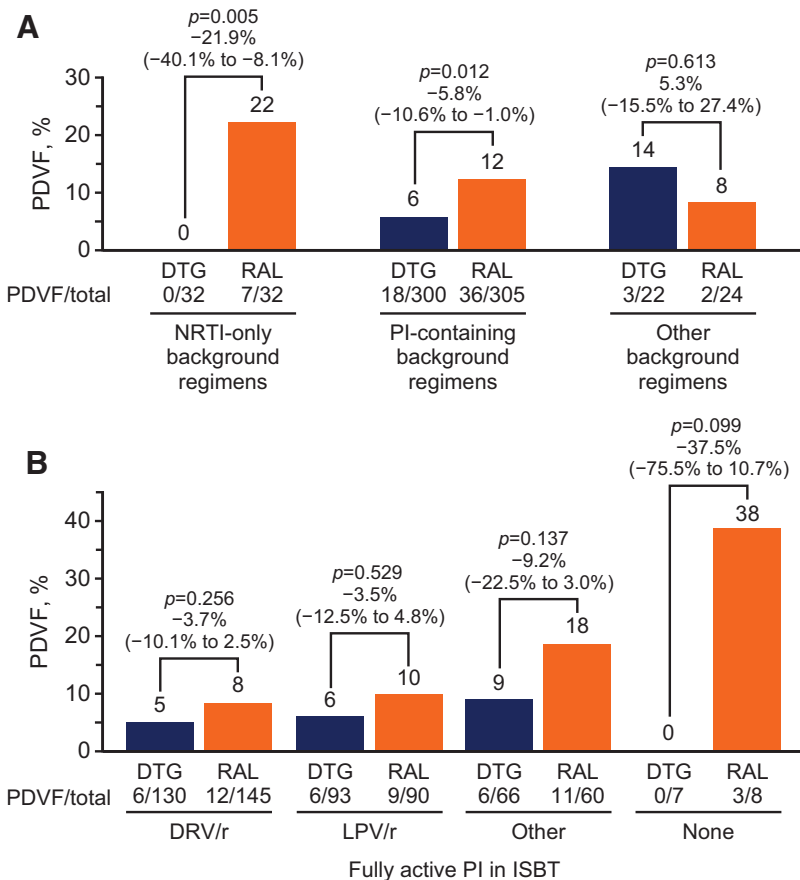 A
p=0.005
−21.9%
(−40.1% to −8.1%)
p=0.012
−5.8%
(−10.6% to −1.0%)
p=0.613
5.3%
(−15.5% to 27.4%)
PDVF, %
30
20
10
0
0
22
6
12
14
8
DTG RAL DTG RAL DTG RAL
PDVF/total 0/32 7/32 18/300 36/305 3/22 2/24
NRTI-only
background
regimens
PI-containing
background
regimens
Other
background
regimens
B
p=0.256
−3.7%
(−10.1% to 2.5%)
p=0.529
−3.5%
(−12.5% to 4.8%)
p=0.137
−9.2%
(−22.5% to 3.0%)
p=0.099
−37.5%
(−75.5% to 10.7%)
PDVF, %
40
30
20
10
0
5
8
6
10
9
18
0
38
DTG RAL DTG RAL DTG RAL DTG RAL
PDVF/total 6/130 12/145 6/93 9/90 6/66 11/60 0/7 3/8
DRV/r LPV/r Other None
Fully active PI in ISBT